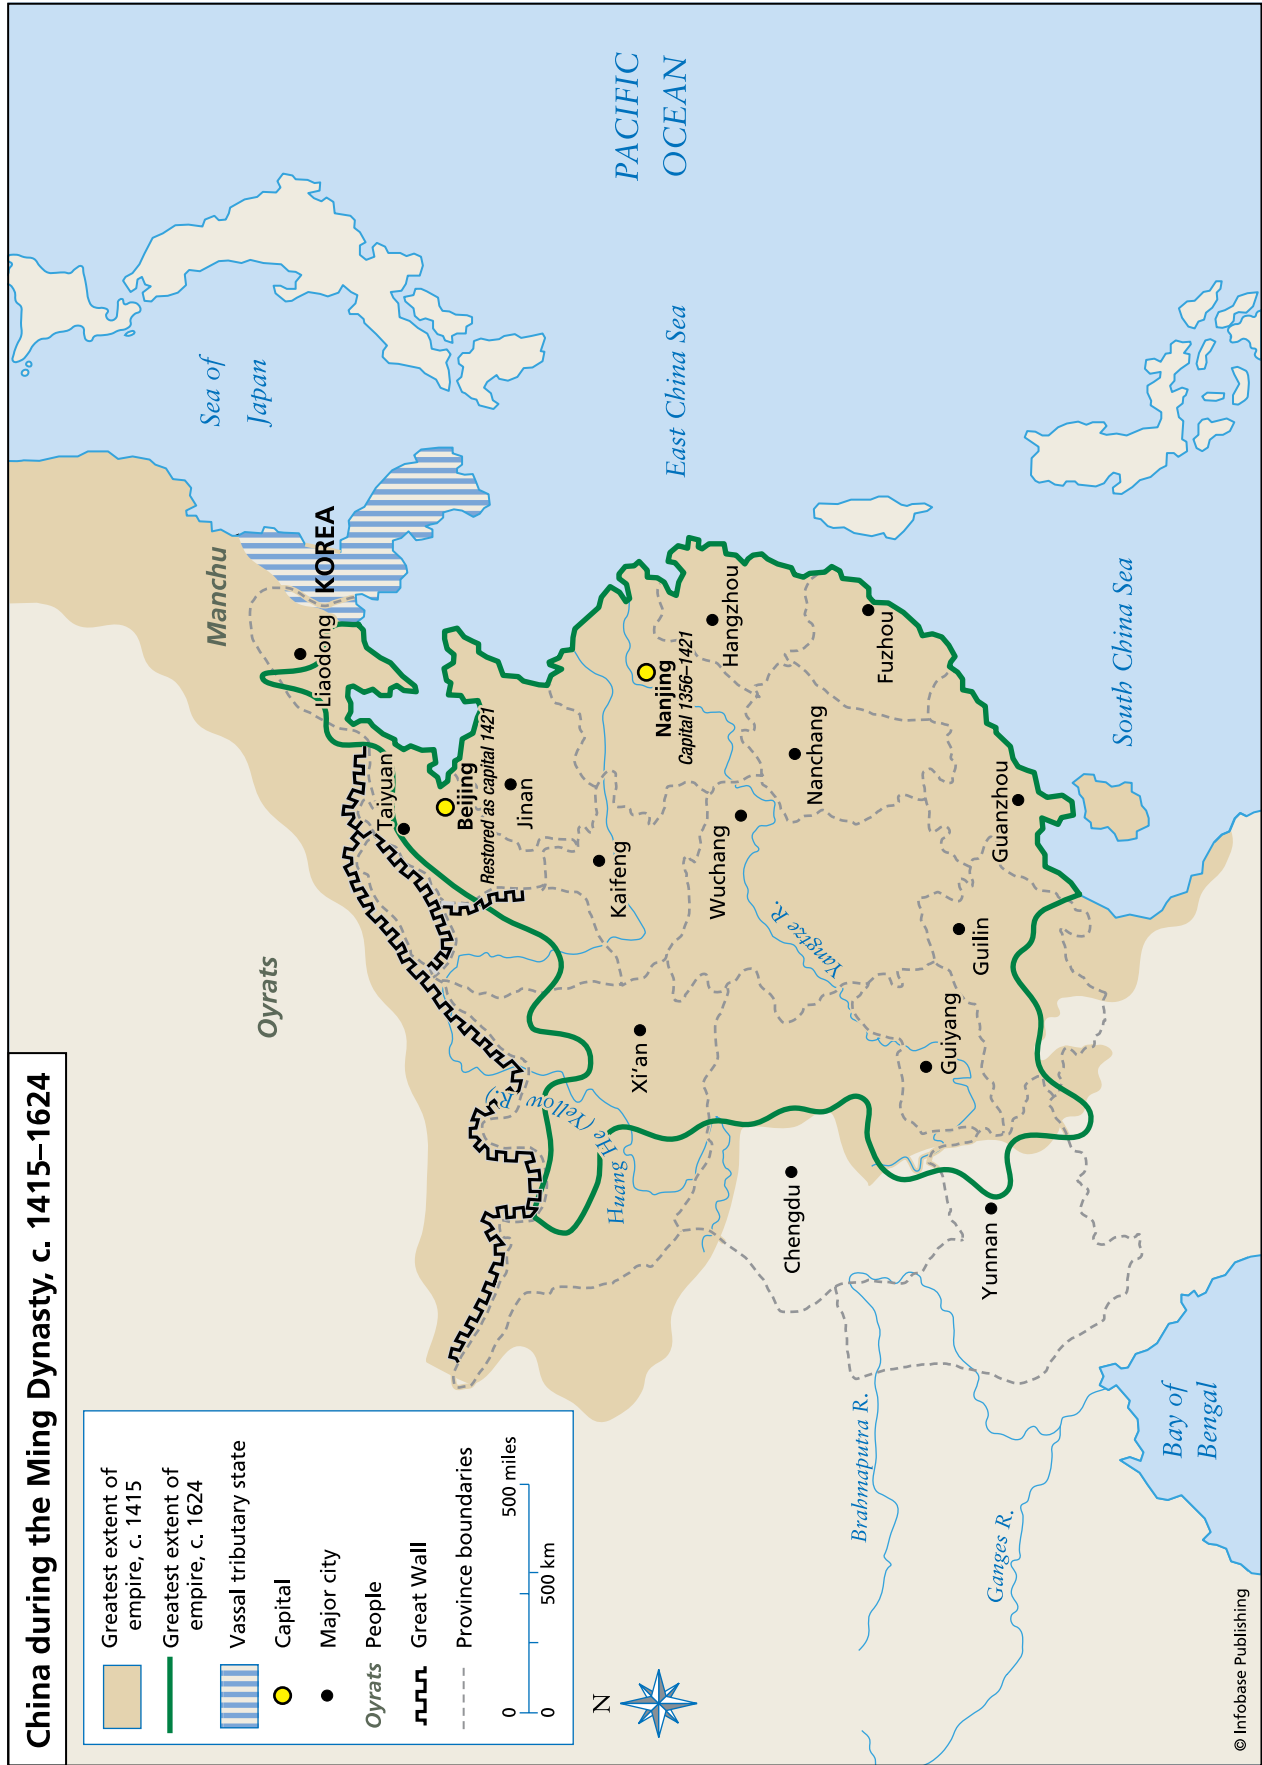 China during the Ming Dynasty, c. 1415–1624
Greatest extent of
empire, c. 1415
Greatest extent of
empire, c. 1624
Vassal tributary state
Capital
Major city
Oyrats People
Great Wall
Province boundaries
0 500 miles
0 500 km
N
Oyrats
Manchu
KOREA
Sea of
Japan
PACIFIC
OCEAN
East China Sea
South China Sea
Bay of
Bengal
Liaodong
Taiyuan
Beijing
Restored as capital 1421
Jinan
Kaifeng
Xi’an
Huang He (Yellow R.)
Nanjing
Capital 1356–1421
Hangzhou
Wuchang
Nanchang
Yangtze R.
Chengdu
Fuzhou
Guiyang
Guilin
Guanzhou
Yunnan
Brahmaputra R.
Ganges R.
© Infobase Publishing